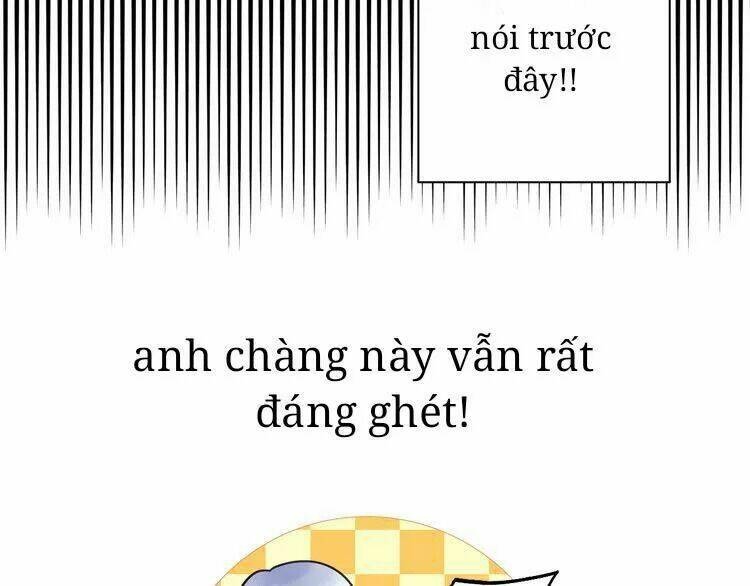 nói trước
đây!!
anh chàng này vẫn rất
đáng ghét!